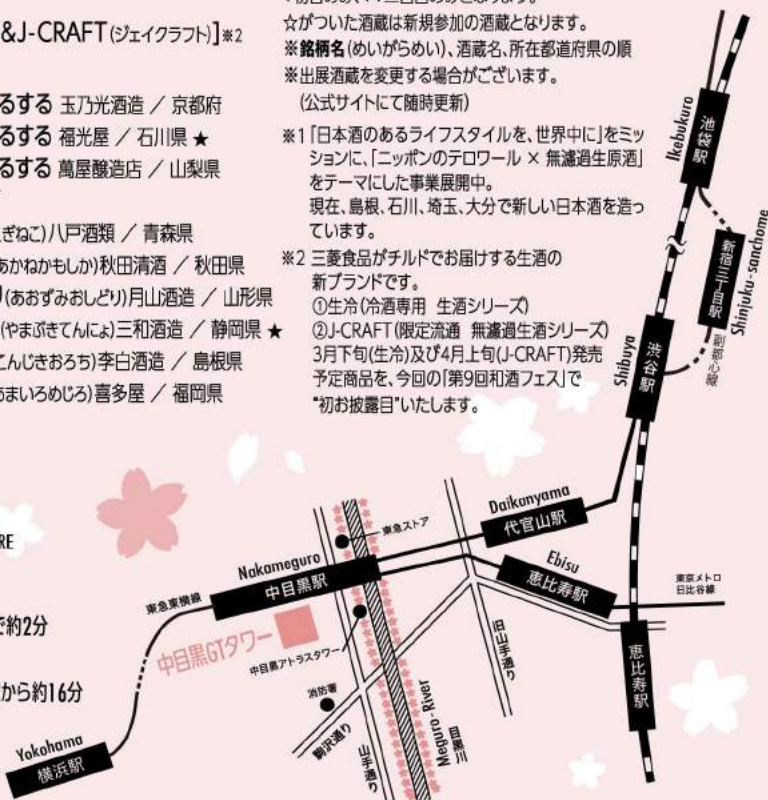 &J-CRAFT(ジェイクラフト)]※2
るする 玉乃光酒造 / 京都府
るする 福光屋 / 石川県 ★
るする 萬屋醸造店 / 山梨県
ぎねこ)八戸酒類 / 青森県
あかねかもしか)秋田清酒 / 秋田県
(あおずみおしどり)月山酒造 / 山形県
(やまぶきてんにょ)三和酒造 / 静岡県 ★
こんじきおろち)李白酒造 / 島根県
まいろめじろ)喜多屋 / 福岡県
☆がついた酒蔵は新規参加の酒蔵となります。
※銘柄名(めいがらめい)、酒蔵名、所在都道府県の順
※出展酒蔵を変更する場合がございます。
(公式サイトにて随時更新)
※1「日本酒のあるライフスタイルを、世界中に」をミッ
ションに、「ニッポンのテロワール × 無濾過生原酒」
をテーマにした事業展開中。
現在、島根、石川、埼玉、大分で新しい日本酒を造っ
ています。
※2 三菱食品がチルドでお届けする生酒の
新ブランドです。
①生冷(冷酒専用 生酒シリーズ)
②J-CRAFT(限定流通 無濾過生酒シリーズ)
3月下旬(生冷)及び4月上旬(J-CRAFT)発売
予定商品を、今回の「第9回和酒フェス」で
"初お披露目"いたします。
Ikebukuro
池袋駅
新宿三丁目駅
Shinjuku-sanchome
副都心線
Shibuya
渋谷駅
Daikanyama
代官山駅
Ebisu
恵比寿駅
東京メトロ
日比谷線
恵比寿駅
東急ストア
Nakameguro
中目黒駅
東急東横線
中目黒GTタワー
中目黒アトラスタワー
消防署
駒沢通り
山手通り
旧山手通り
Meguro-River
目黒川
Yokohama
横浜駅
RE
で約2分
から約16分